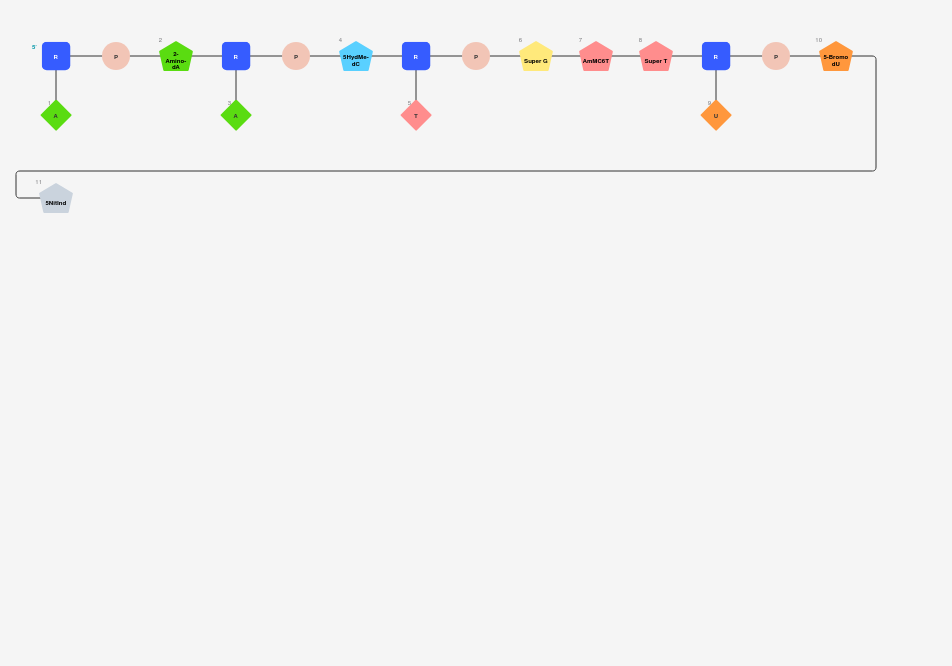 5'
2
4
6
7
8
10
R
P
2-
Amino-
dA
R
P
5HydMe-
dC
R
P
Super G
AmMC6T
Super T
R
P
5-Bromo
dU
1
3
5
9
A
A
T
U
11
5NitInd